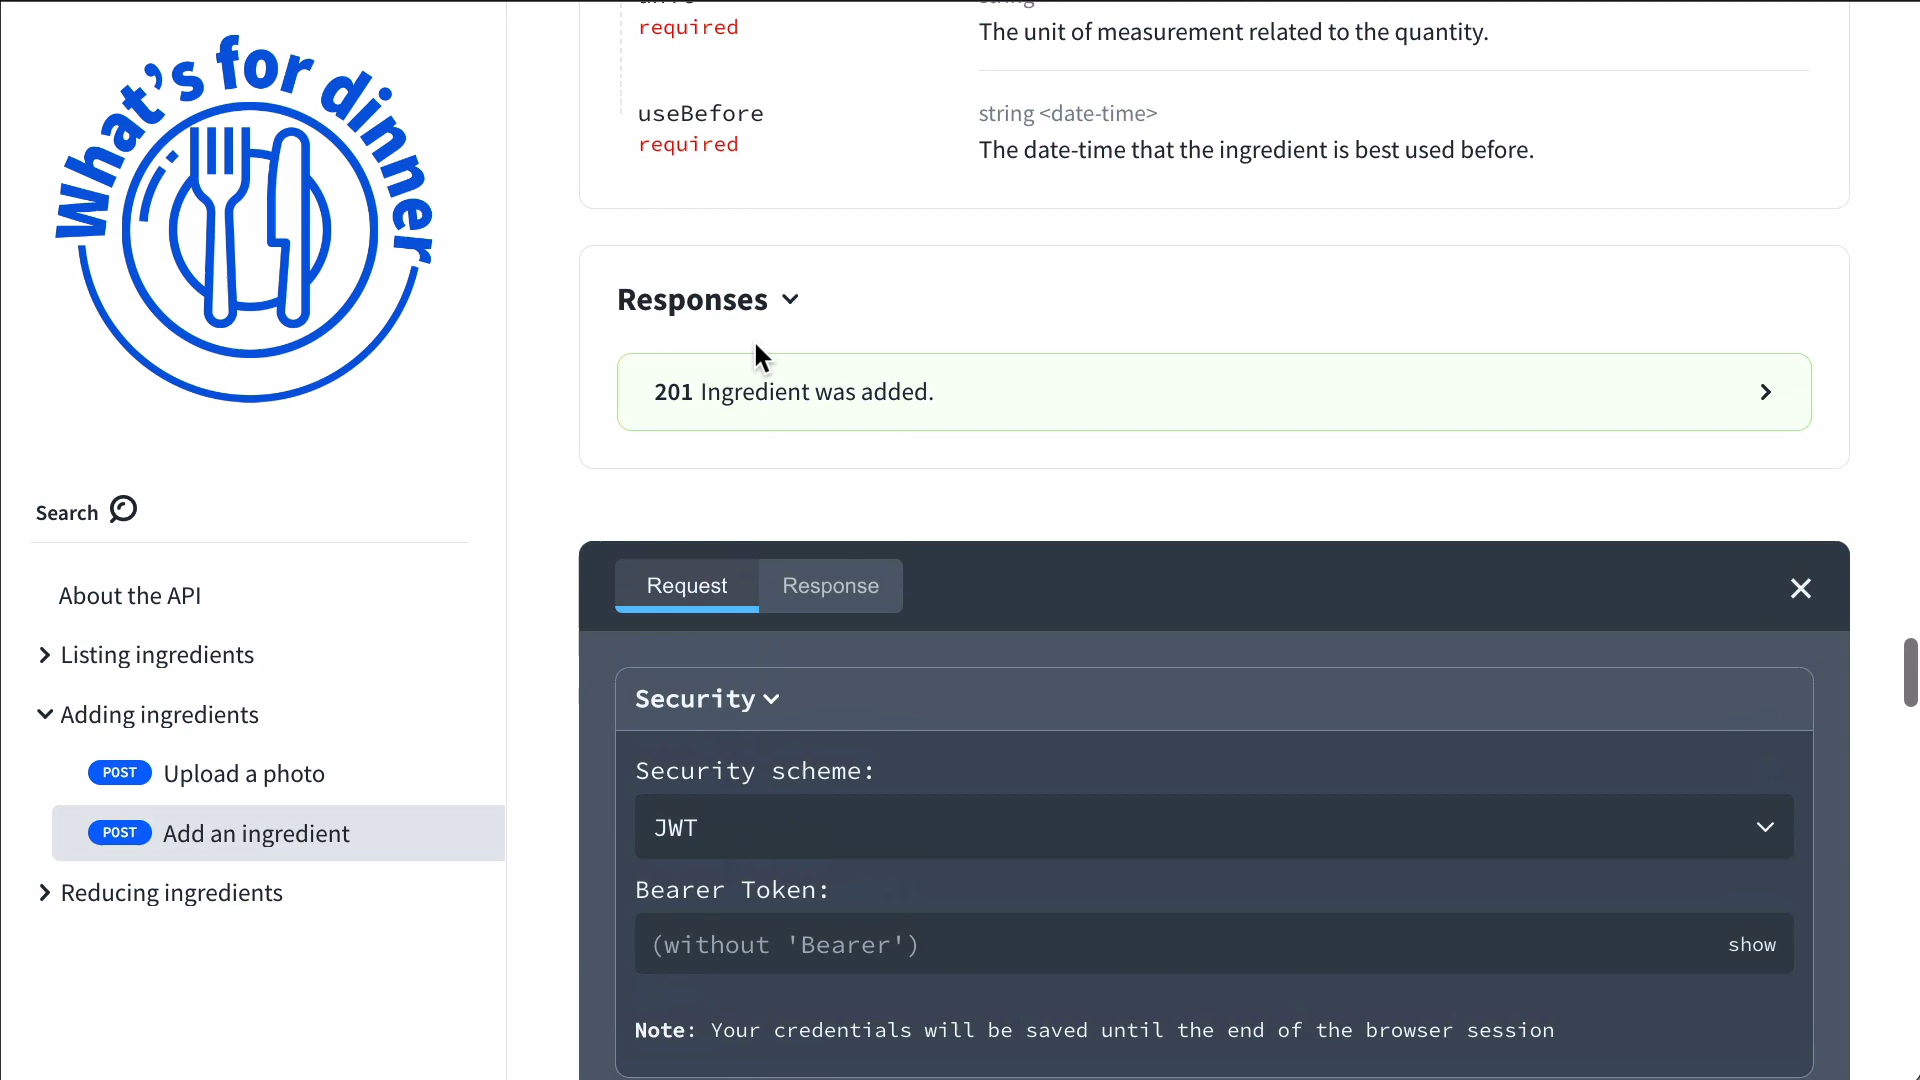 What's for dinner
Search
About the API
Listing ingredients
Adding ingredients
POST Upload a photo
POST Add an ingredient
Reducing ingredients
required
The unit of measurement related to the quantity.
useBefore string <date-time>
required The date-time that the ingredient is best used before.
Responses
201 Ingredient was added.
Request Response
Security
Security scheme:
JWT
Bearer Token:
(without 'Bearer') show
Note: Your credentials will be saved until the end of the browser session